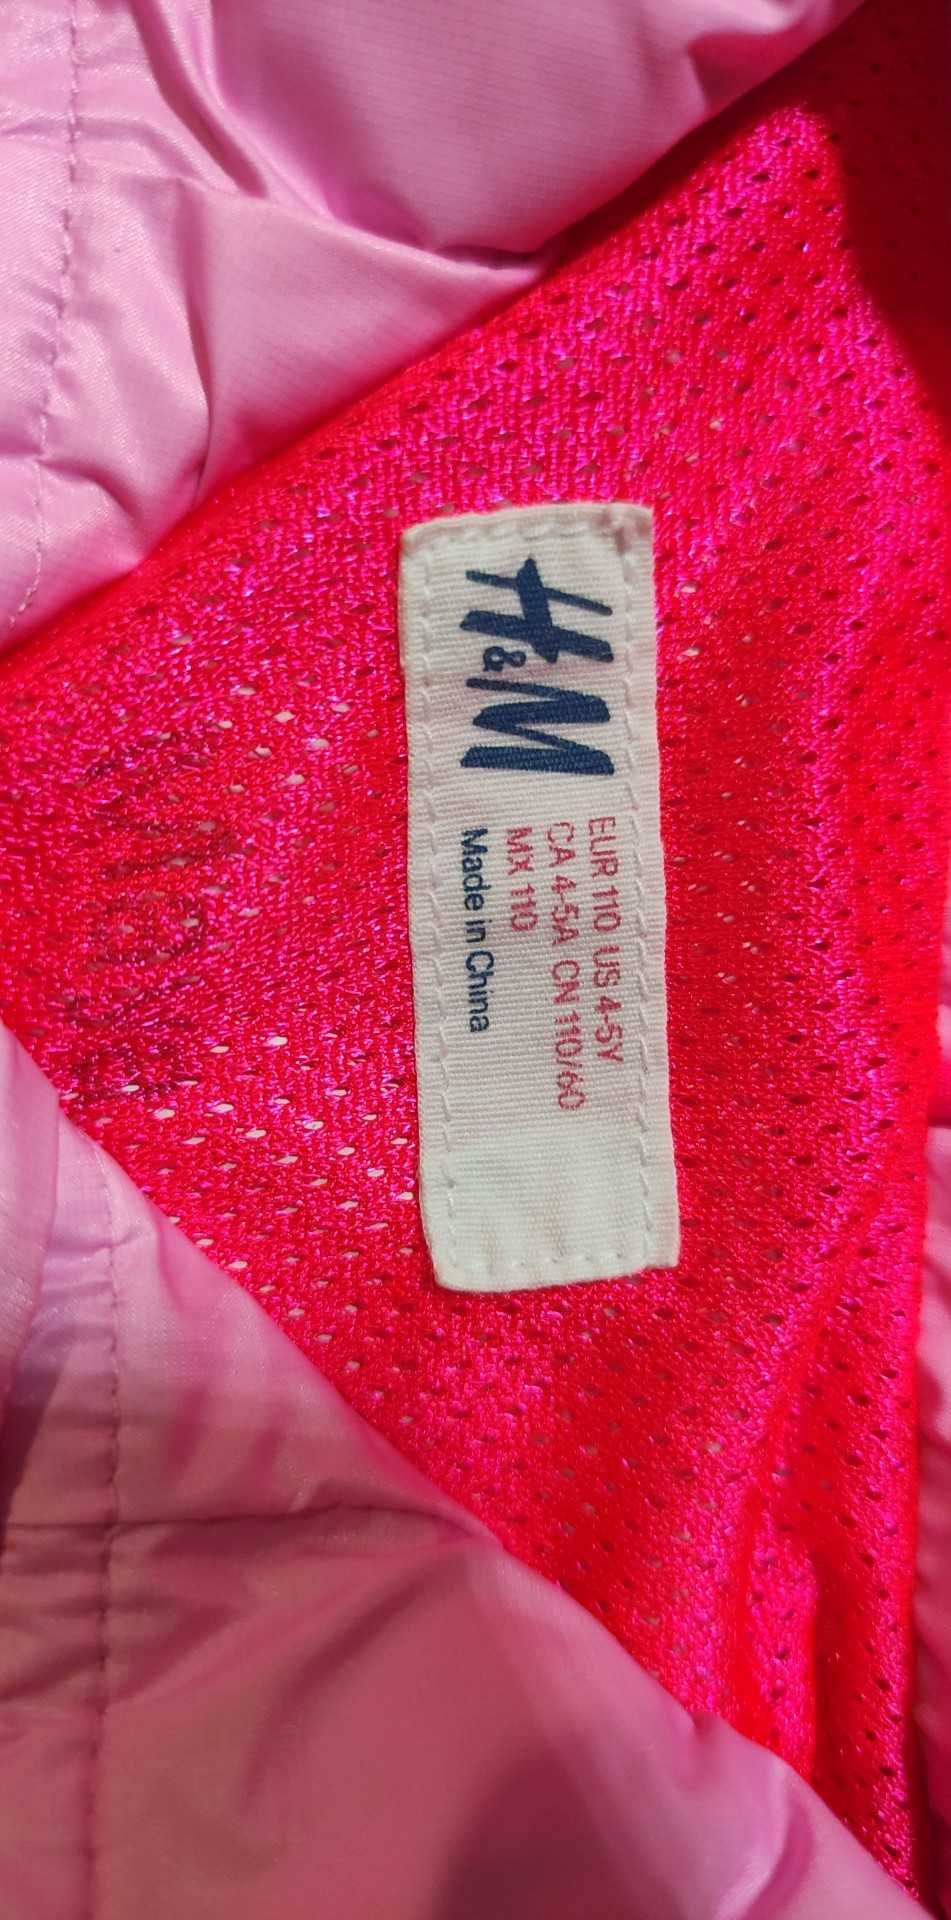 H&M
EUR 110 US 4-5Y
CA 4-5A CN 110/60
MX 110
Made in China